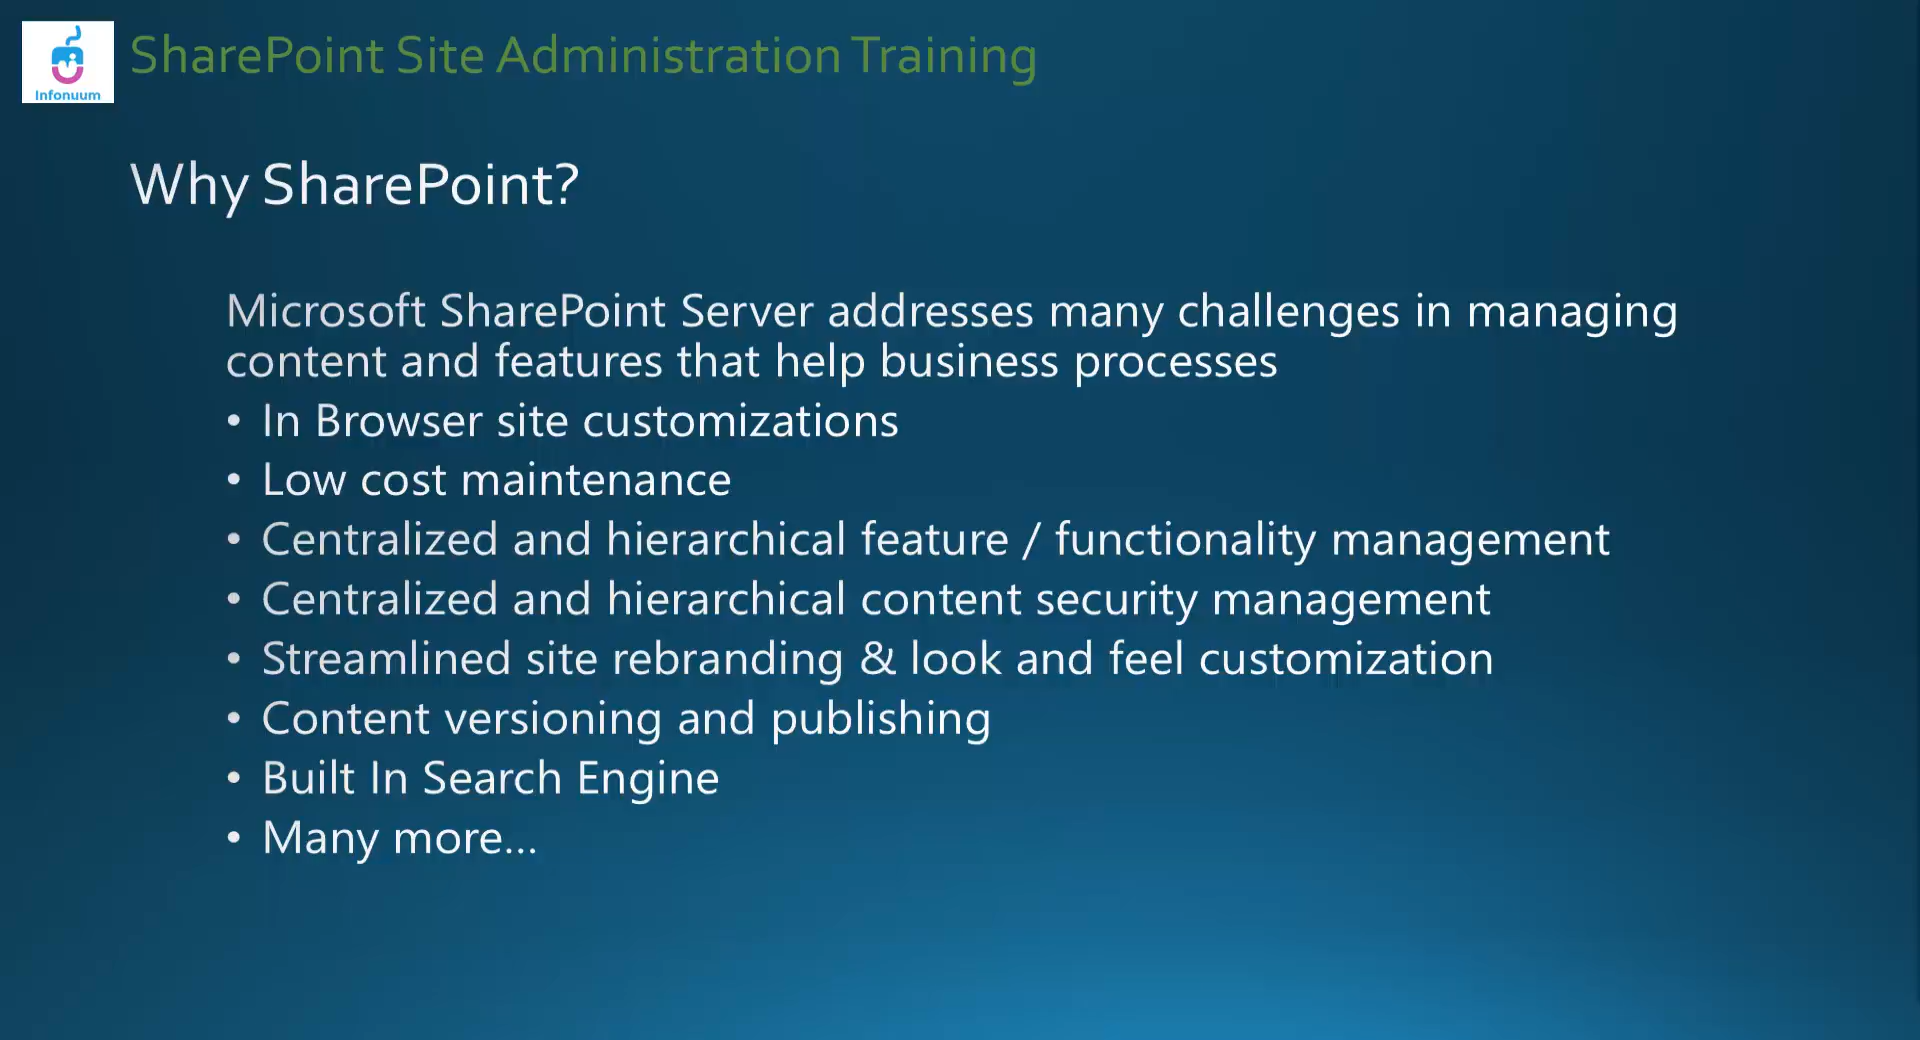 Infonuum
SharePoint Site Administration Training
Why SharePoint?
Microsoft SharePoint Server addresses many challenges in managing
content and features that help business processes
• In Browser site customizations
• Low cost maintenance
• Centralized and hierarchical feature / functionality management
• Centralized and hierarchical content security management
• Streamlined site rebranding & look and feel customization
• Content versioning and publishing
• Built In Search Engine
• Many more...